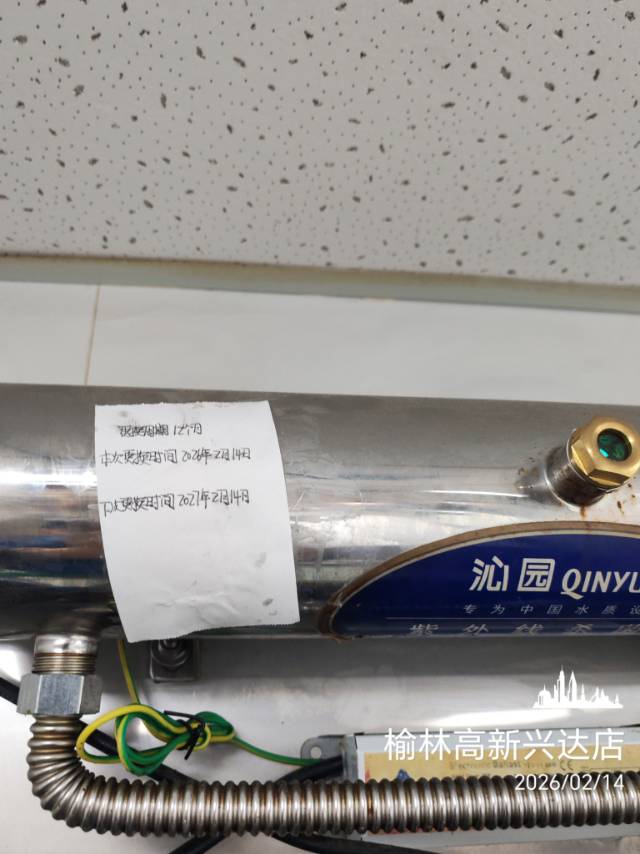 更换周期 12个月
本次更换时间 2026年2月14日
下次更换时间 2027年2月14日
沁园 QINYU
专为中国水质
紫外线杀
榆林高新兴达店
2026/02/14